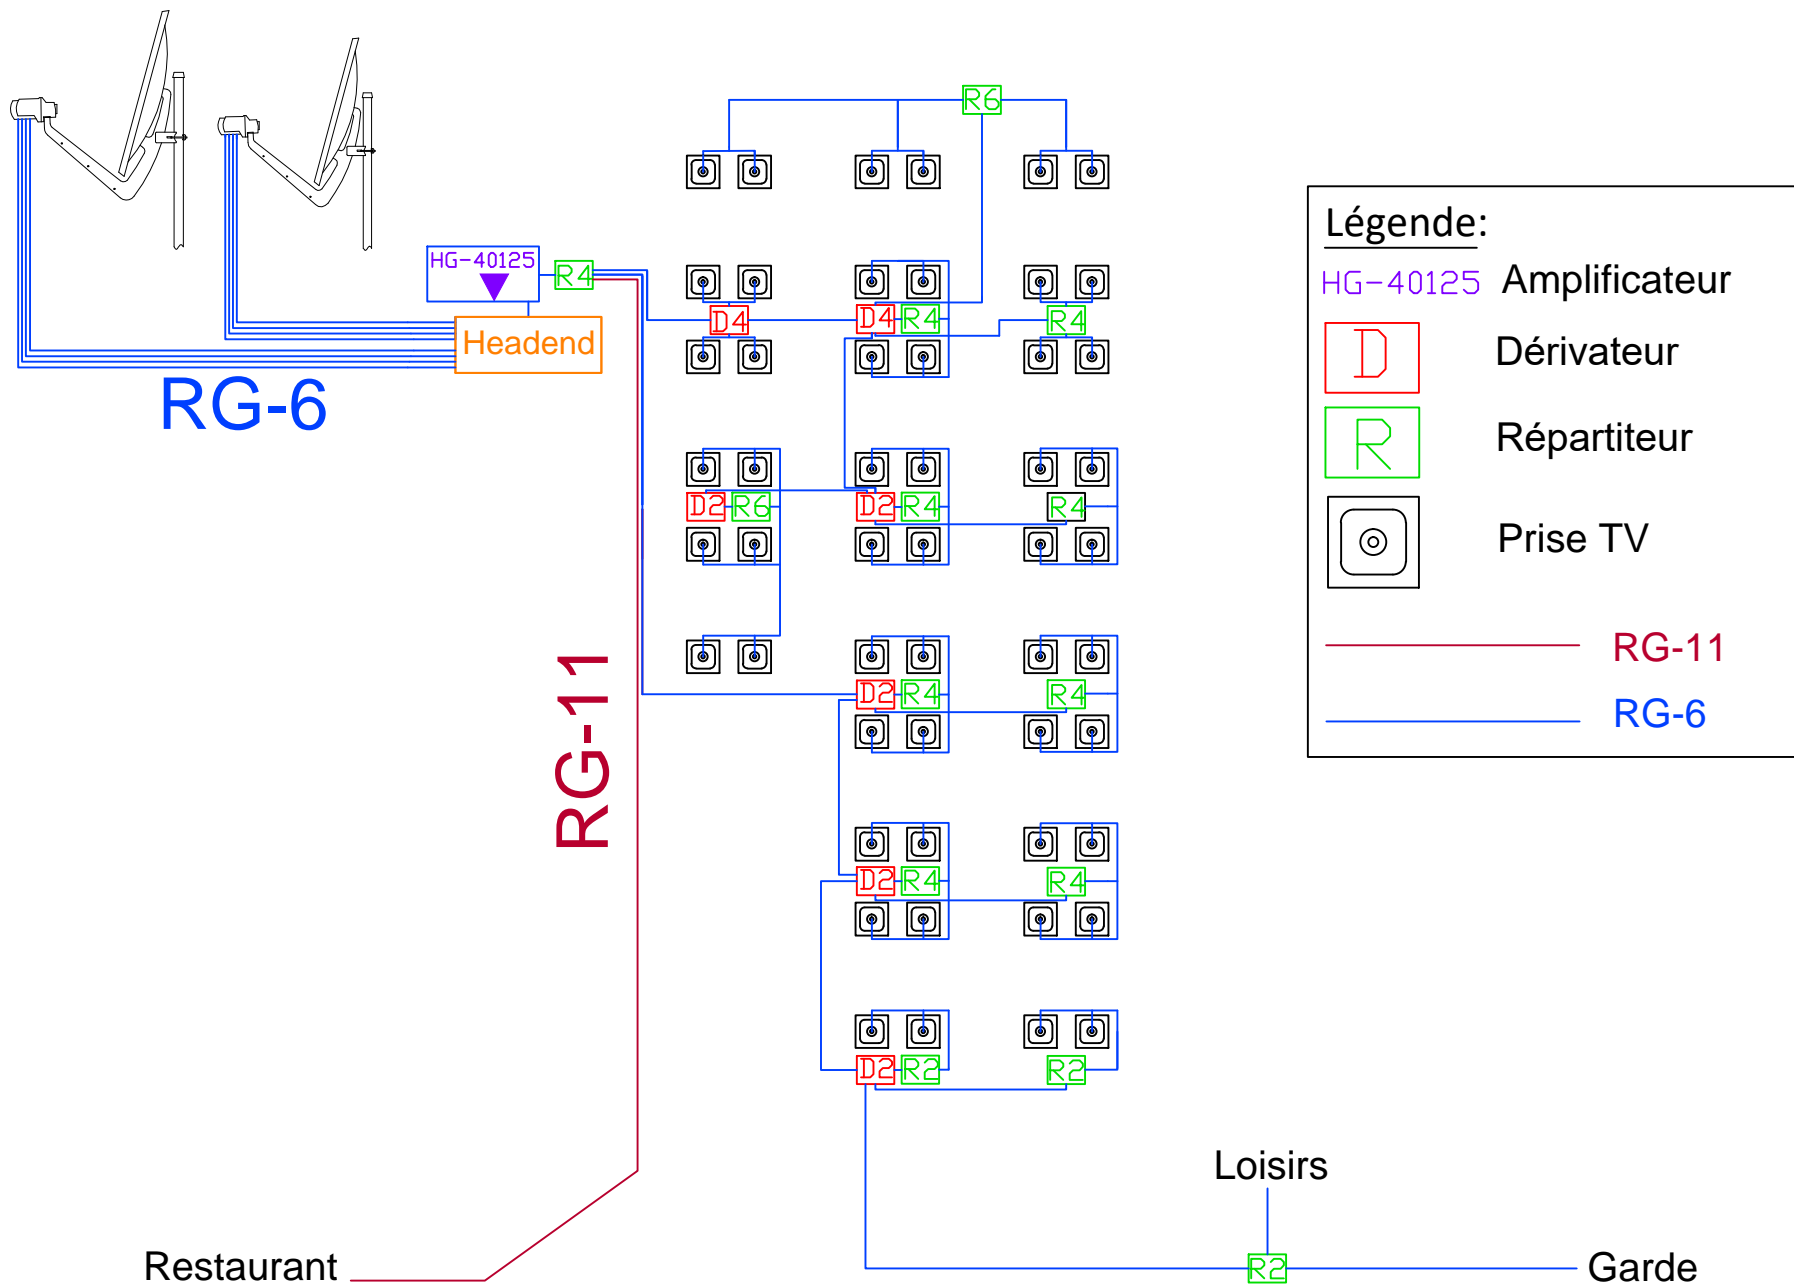 R6
HG-40125
R4
Headend
RG-6
D4
D4
R4
R4
D2
R6
D2
R4
R4
RG-11
D2
R4
R4
D2
R4
R4
D2
R2
R2
Loisirs
Restaurant
R2
Garde
Légende:
HG-40125 Amplificateur
D Dérivateur
R Répartiteur
Prise TV
RG-11
RG-6